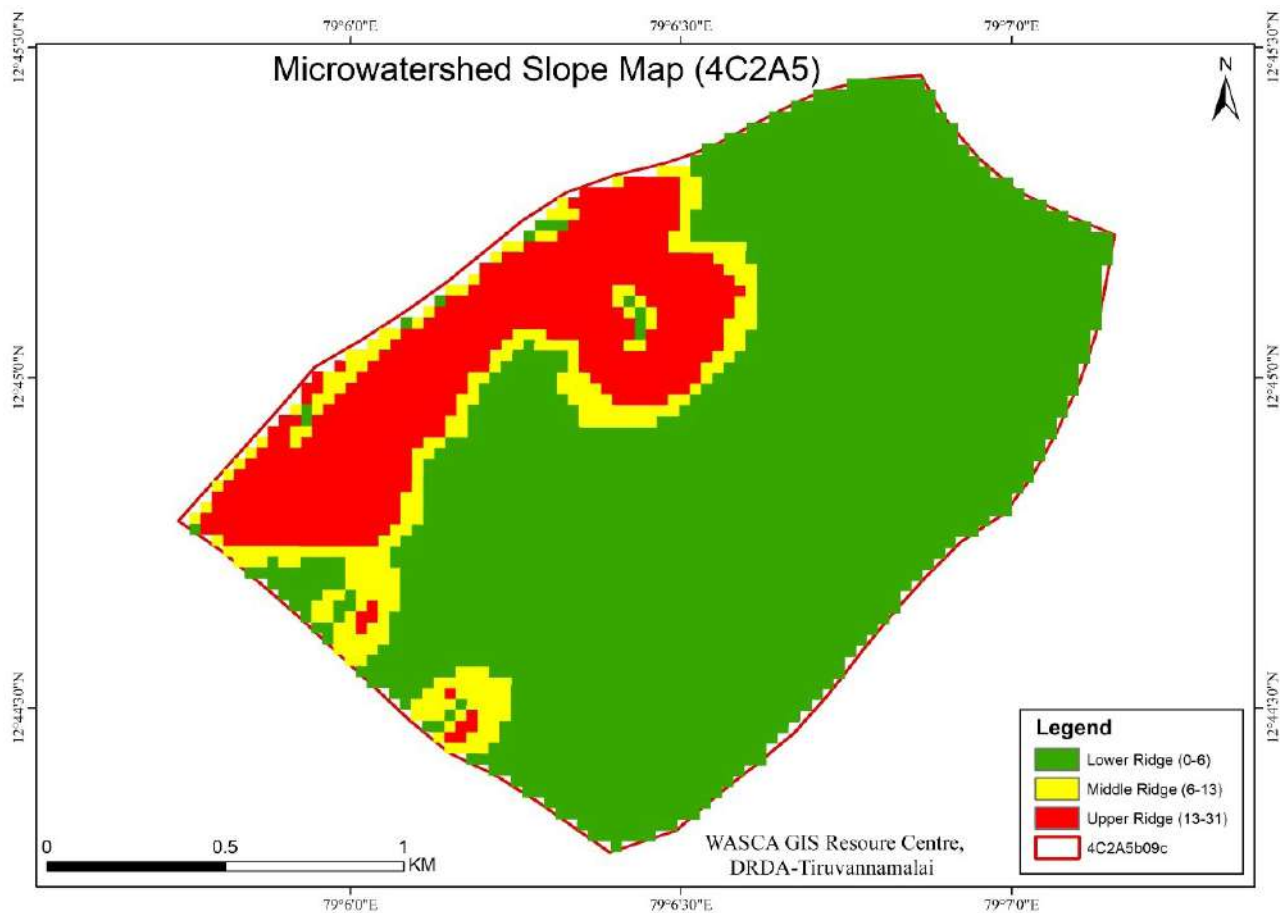 79°6'0"E
79°6'30"E
79°7'0"E
12°45'30"N
12°45'30"N
Microwatershed Slope Map (4C2A5)
N
12°45'0"N
12°45'0"N
12°44'30"N
12°44'30"N
Legend
Lower Ridge (0-6)
Middle Ridge (6-13)
Upper Ridge (13-31)
4C2A5b09c
WASCA GIS Resoure Centre,
DRDA-Tiruvannamalai
0 0.5 1
KM
79°6'0"E
79°6'30"E
79°7'0"E